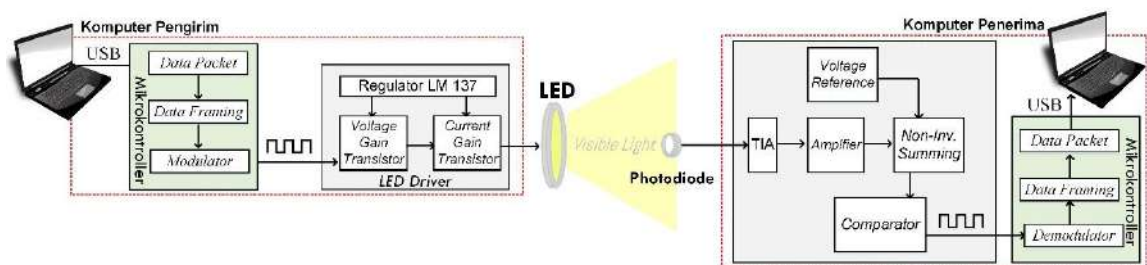 Komputer Pengirim
USB
Mikrokontroller
Data Packet
Data Framing
Modulator
Regulator LM 137
Voltage
Gain
Transistor
Current
Gain
Transistor
LED Driver
LED
Visible Light
Photodiode
Komputer Penerima
Voltage
Reference
TIA
Amplifier
Non-Inv.
Summing
Comparator
USB
Mikrokontroller
Data Packet
Data Framing
Demodulator